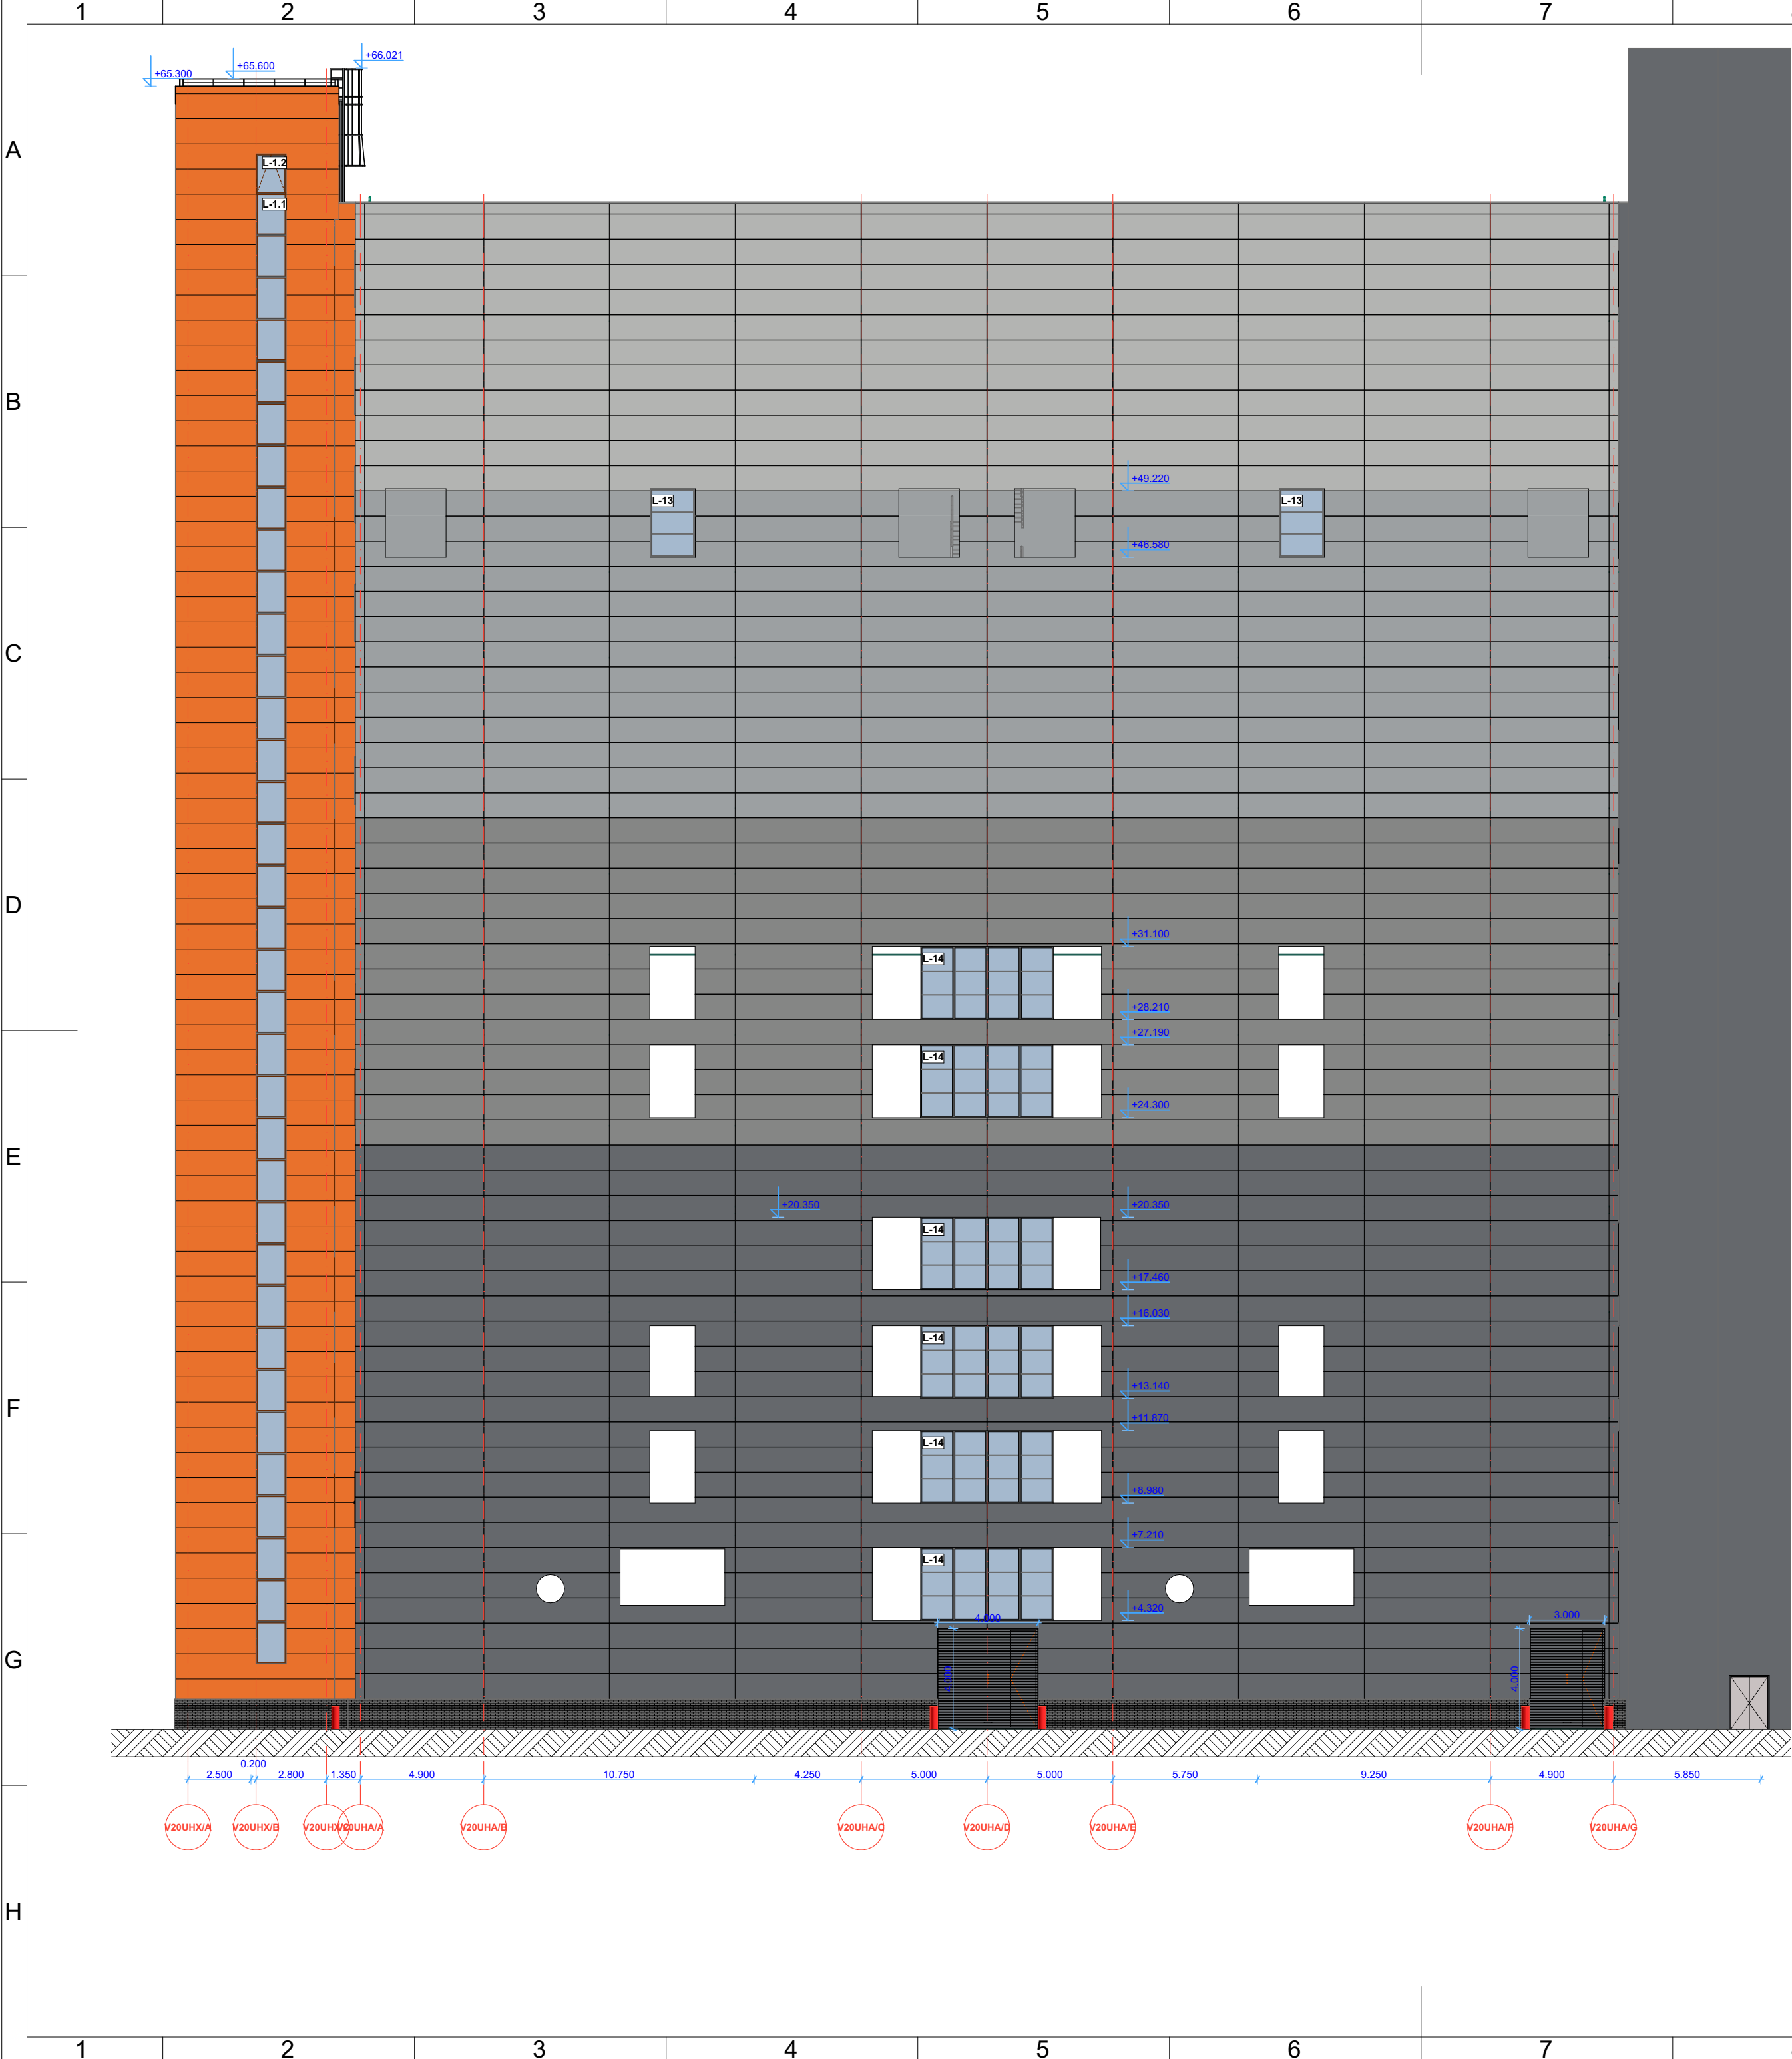 1 2 3 4 5 6 7
+66.021
+65.600
+65.300
A
L-1.2
L-1.1
B
+49.220
L-13 L-13
+46.580
C
D
+31.100
L-14
+28.210
+27.190
L-14
+24.300
E
+20.350 +20.350
L-14
+17.460
+16.030
L-14
+13.140
F
+11.870
L-14
+8.980
+7.210
L-14
+4.320
4.000 3.000
G
4.000 4.000
0.200
2.500 2.800 1.350 4.900 10.750 4.250 5.000 5.000 5.750 9.250 4.900 5.850
V20UHX/A V20UHX/B V20UHX V20UHA/A V20UHA/B V20UHA/C V20UHA/D V20UHA/E V20UHA/F V20UHA/G
H
1 2 3 4 5 6 7